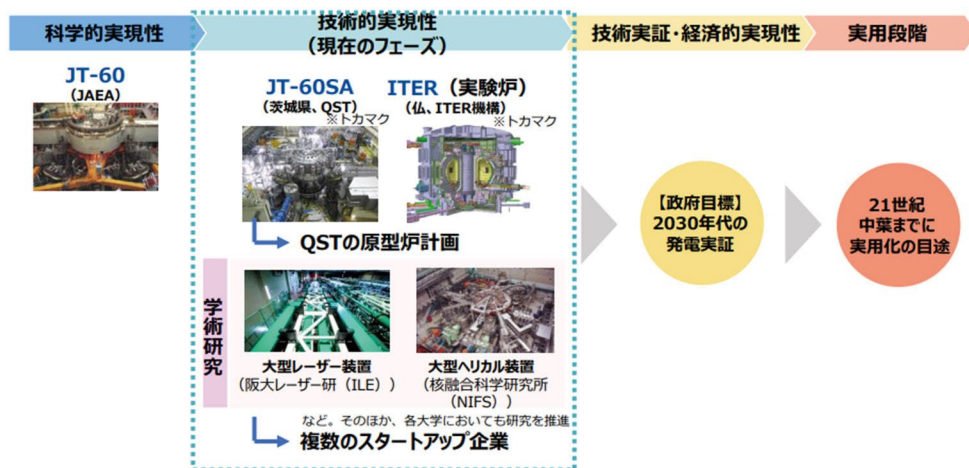 科学的実現性
技術的実現性
(現在のフェーズ)
技術実証・経済的実現性
実用段階
JT-60
(JAEA)
JT-60SA
(茨城県、QST)
※トカマク
ITER(実験炉)
(仏、ITER機構)
※トカマク
QSTの原型炉計画
学術研究
大型レーザー装置
(阪大レーザー研(ILE))
大型ヘリカル装置
(核融合科学研究所
(NIFS))
など。そのほか、各大学においても研究を推進
複数のスタートアップ企業
【政府目標】
2030年代の
発電実証
21世紀
中葉までに
実用化の目途